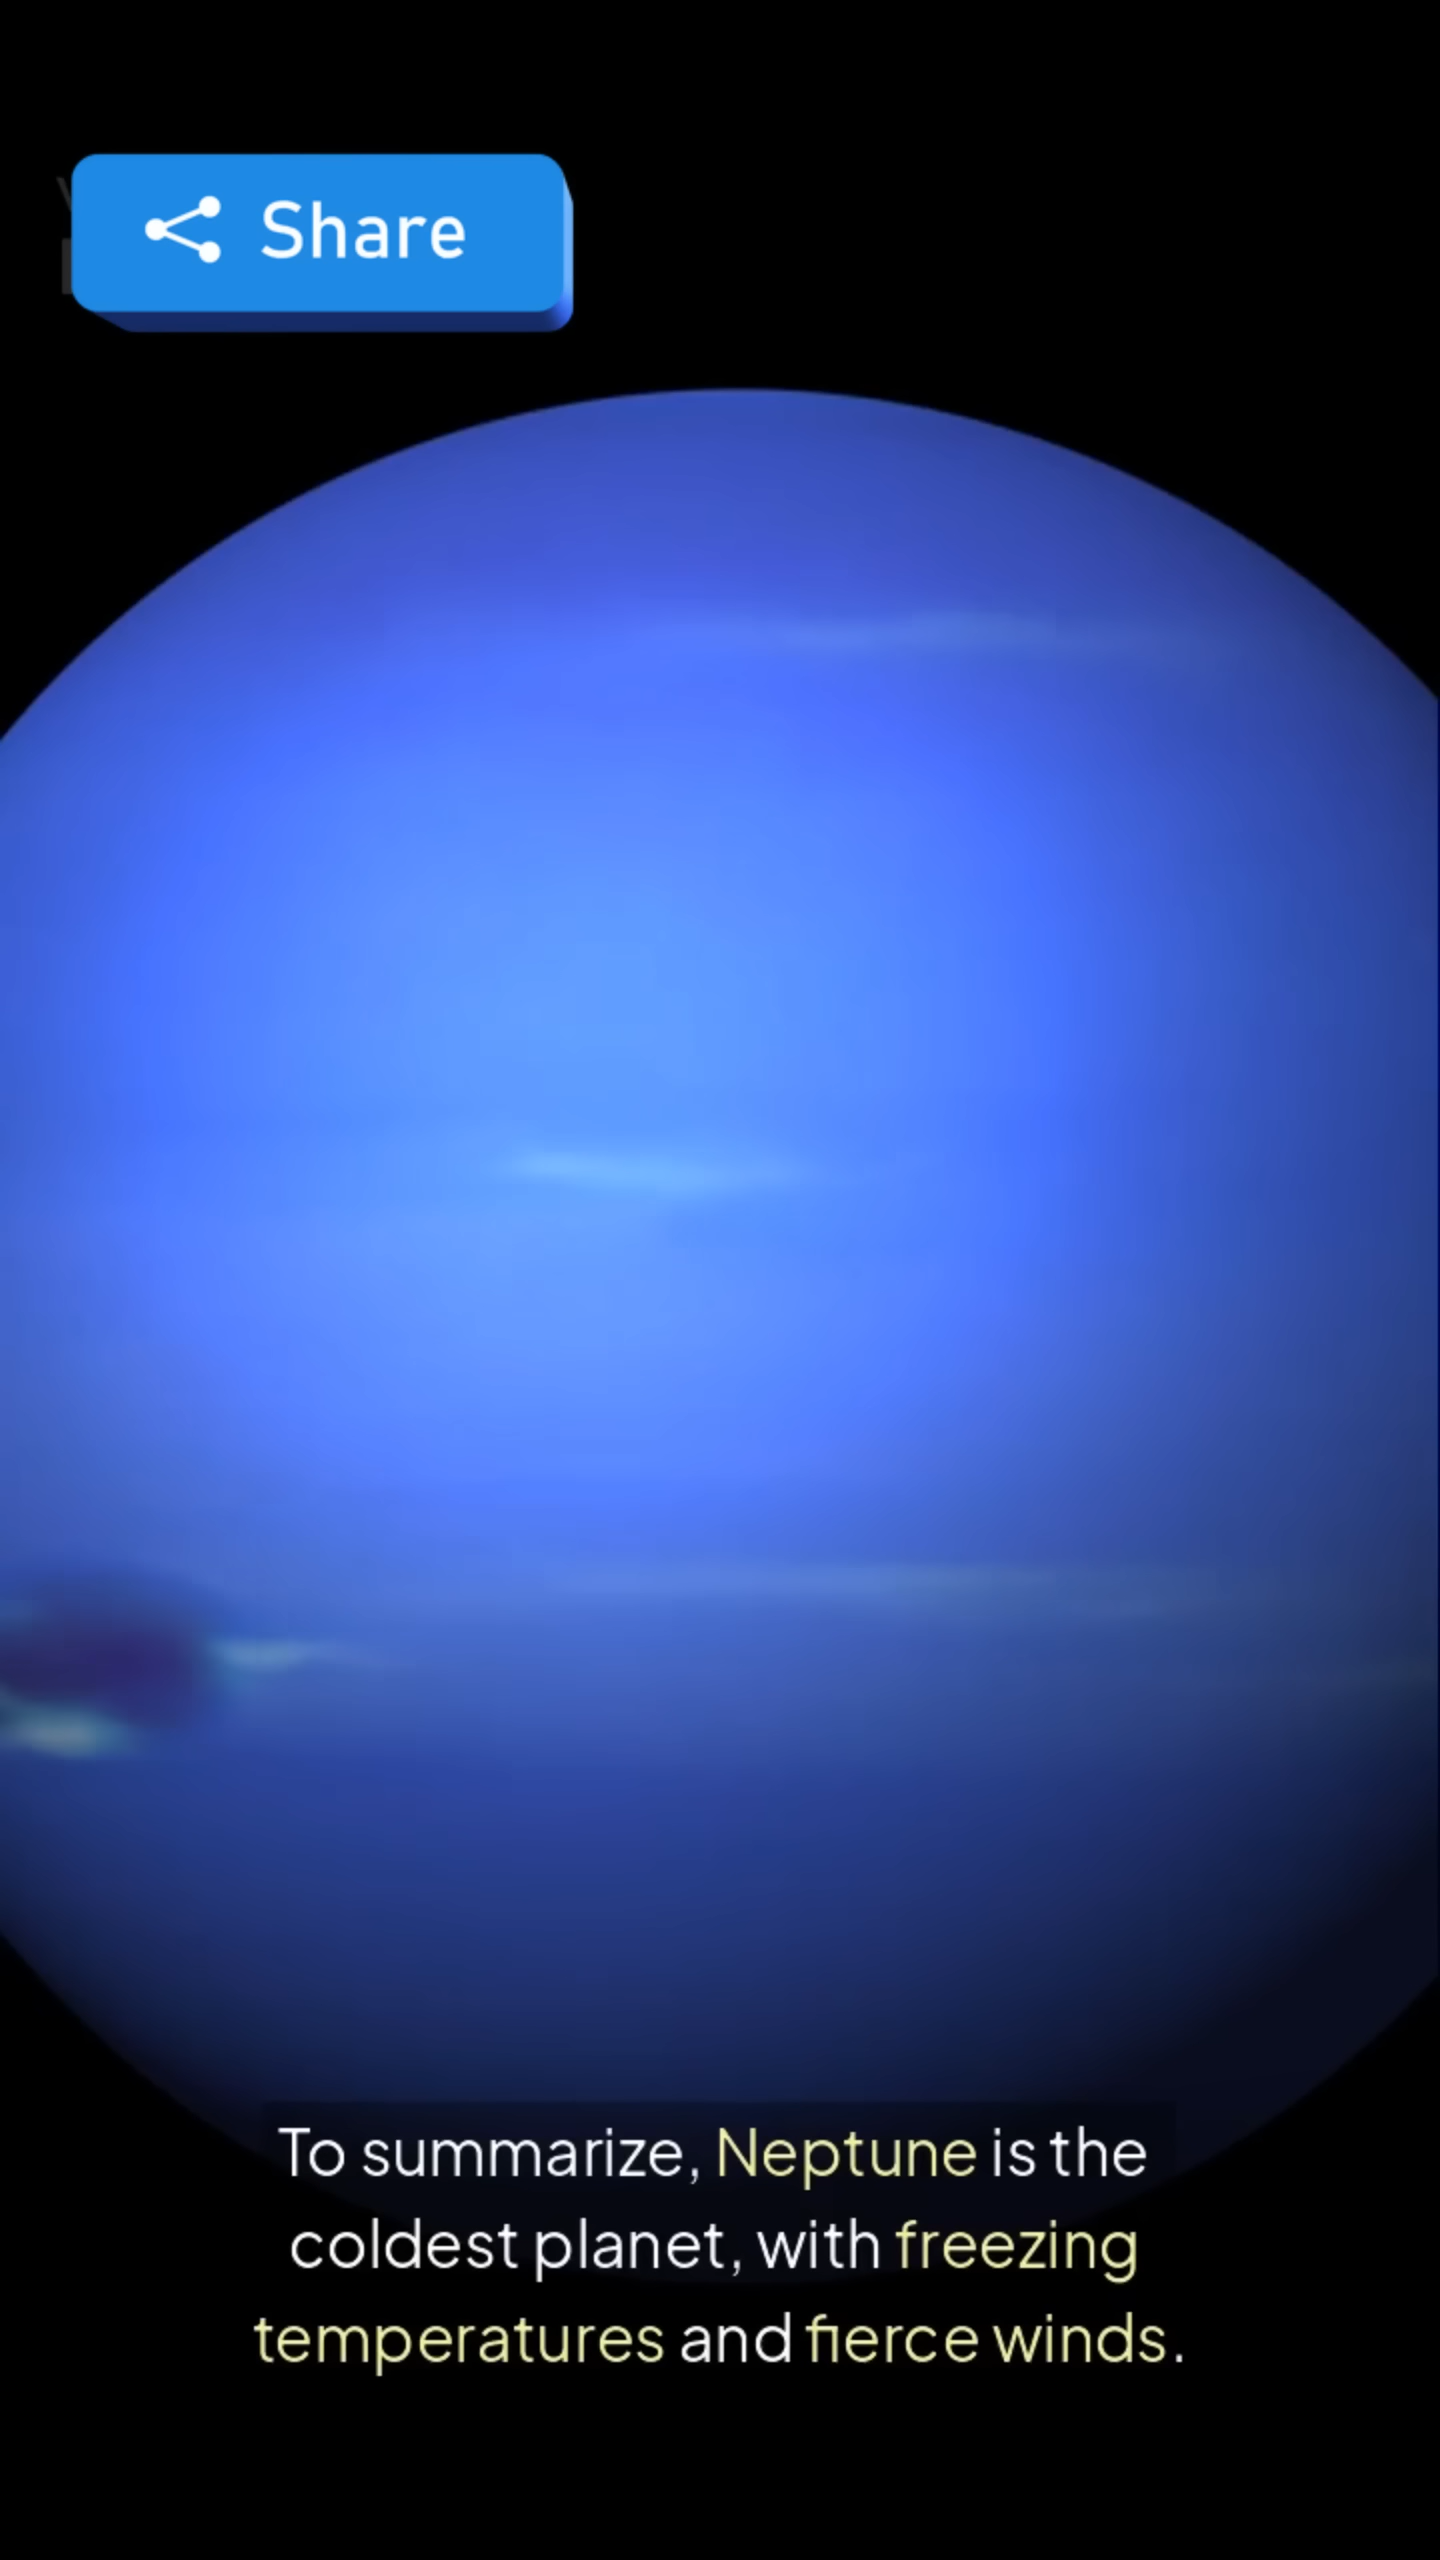 Share
To summarize, Neptune is the
coldest planet, with freezing
temperatures and fierce winds.